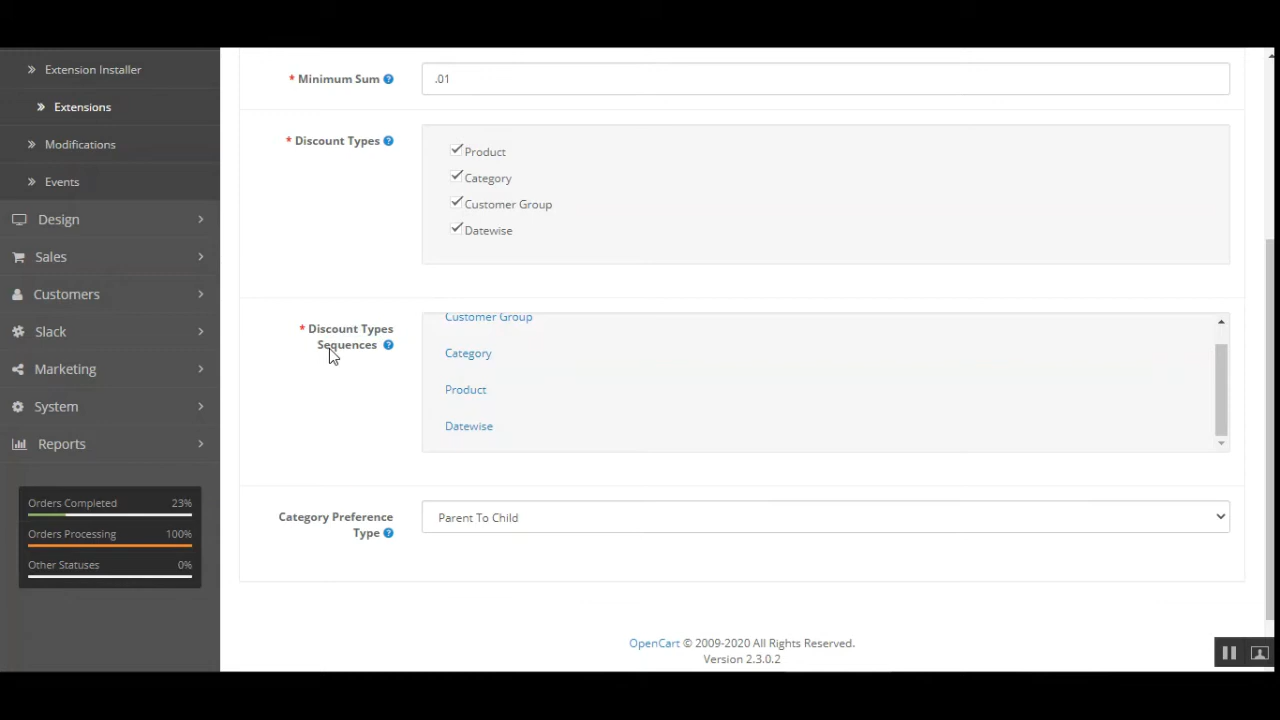 Extension Installer
Extensions
Modifications
Events
Design
Sales
Customers
Slack
Marketing
System
Reports
Orders Completed 23%
Orders Processing 100%
Other Statuses 0%
* Minimum Sum
.01
* Discount Types
Product
Category
Customer Group
Datewise
* Discount Types
Sequences
Customer Group
Category
Product
Datewise
Category Preference
Type
Parent To Child
OpenCart © 2009-2020 All Rights Reserved.
Version 2.3.0.2